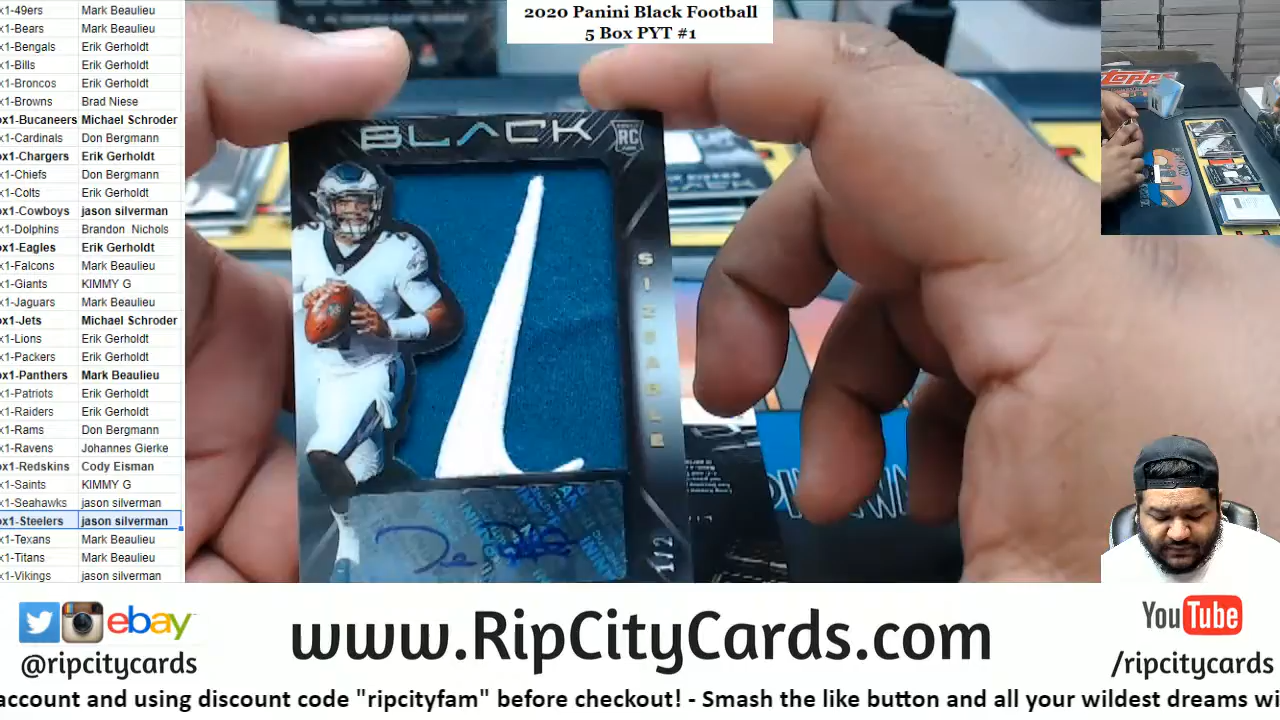 x1-49ers Mark Beaulieu
x1-Bears Mark Beaulieu
x1-Bengals Erik Gerholdt
x1-Bills Erik Gerholdt
x1-Broncos Erik Gerholdt
x1-Browns Brad Niese
ox1-Bucaneers Michael Schroder
x1-Cardinals Don Bergmann
ox1-Chargers Erik Gerholdt
x1-Chiefs Don Bergmann
x1-Colts Erik Gerholdt
ox1-Cowboys jason silverman
x1-Dolphins Brandon Nichols
ox1-Eagles Erik Gerholdt
x1-Falcons Mark Beaulieu
x1-Giants KIMMY G
x1-Jaguars Mark Beaulieu
ox1-Jets Michael Schroder
x1-Lions Erik Gerholdt
x1-Packers Erik Gerholdt
ox1-Panthers Mark Beaulieu
x1-Patriots Erik Gerholdt
x1-Raiders Erik Gerholdt
x1-Rams Don Bergmann
x1-Ravens Johannes Gierke
ox1-Redskins Cody Eisman
x1-Saints KIMMY G
x1-Seahawks jason silverman
ox1-Steelers jason silverman
x1-Texans Mark Beaulieu
x1-Titans Mark Beaulieu
x1-Vikings jason silverman
2020 Panini Black Football
5 Box PYT #1
BLACK
RC
SIZEABLE
1/2
Topps
ebay
@ripcitycards
www.RipCityCards.com
YouTube
/ripcitycards
account and using discount code "ripcityfam" before checkout! - Smash the like button and all your wildest dreams wi